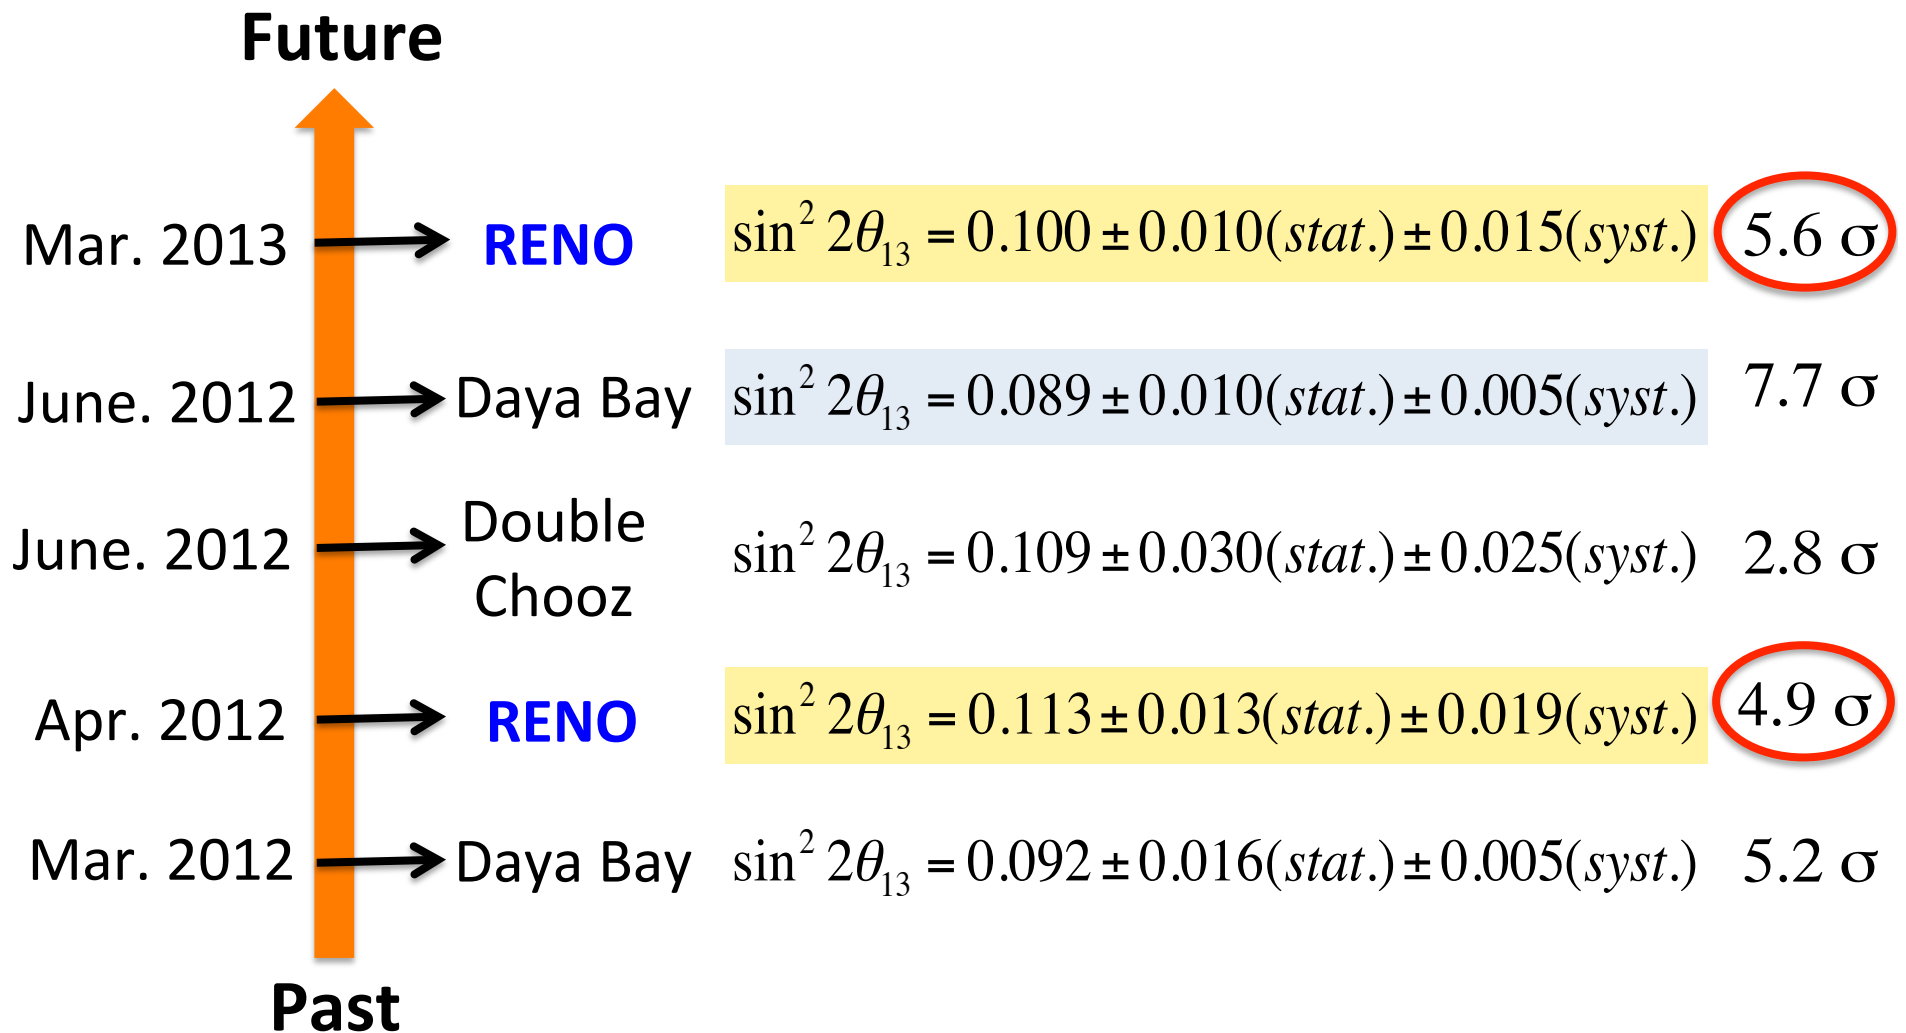 Future
Mar. 2013 RENO sin² 2θ₁₃ = 0.100 ± 0.010(stat.) ± 0.015(syst.) 5.6 σ
June. 2012 Daya Bay sin² 2θ₁₃ = 0.089 ± 0.010(stat.) ± 0.005(syst.) 7.7 σ
June. 2012 Double
Chooz sin² 2θ₁₃ = 0.109 ± 0.030(stat.) ± 0.025(syst.) 2.8 σ
Apr. 2012 RENO sin² 2θ₁₃ = 0.113 ± 0.013(stat.) ± 0.019(syst.) 4.9 σ
Mar. 2012 Daya Bay sin² 2θ₁₃ = 0.092 ± 0.016(stat.) ± 0.005(syst.) 5.2 σ
Past